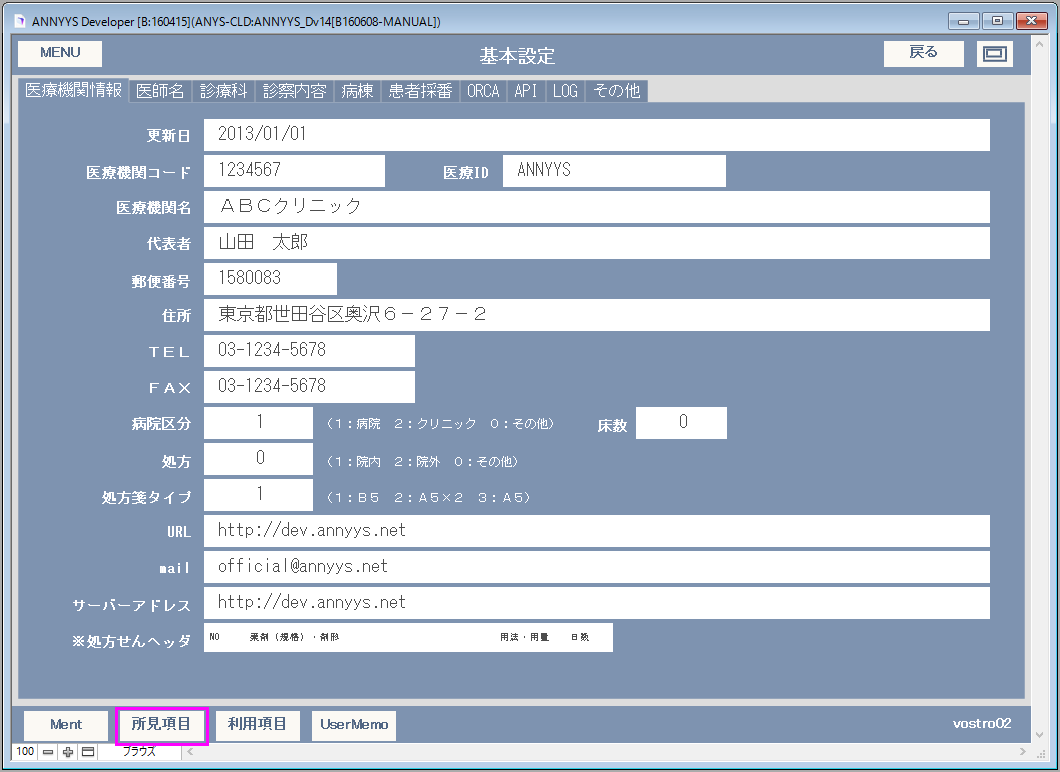 ANNYYS Developer [B:160415](ANYS-CLD:ANNYYS_Dv14[B160608-MANUAL])
MENU 基本設定 戻る
医療機関情報 医師名 診療科 診察内容 病棟 患者採番 ORCA API LOG その他
更新日 2013/01/01
医療機関コード 1234567 医療ID ANNYYS
医療機関名 ＡＢＣクリニック
代表者 山田　太郎
郵便番号 1580083
住所 東京都世田谷区奥沢６－２７－２
ＴＥＬ 03-1234-5678
ＦＡＸ 03-1234-5678
病院区分 1 （１：病院　２：クリニック　０：その他） 床数 0
処方 0 （１：院内　２：院外　０：その他）
処方箋タイプ 1 （１：Ｂ５　２：Ａ５×２　３：Ａ５）
URL http://dev.annyys.net
mail official@annyys.net
サーバーアドレス http://dev.annyys.net
※処方せんヘッダ NO 薬剤（規格）・剤形 用法・用量 日数
Ment 所見項目 利用項目 UserMemo vostro02
100 ブラウズ